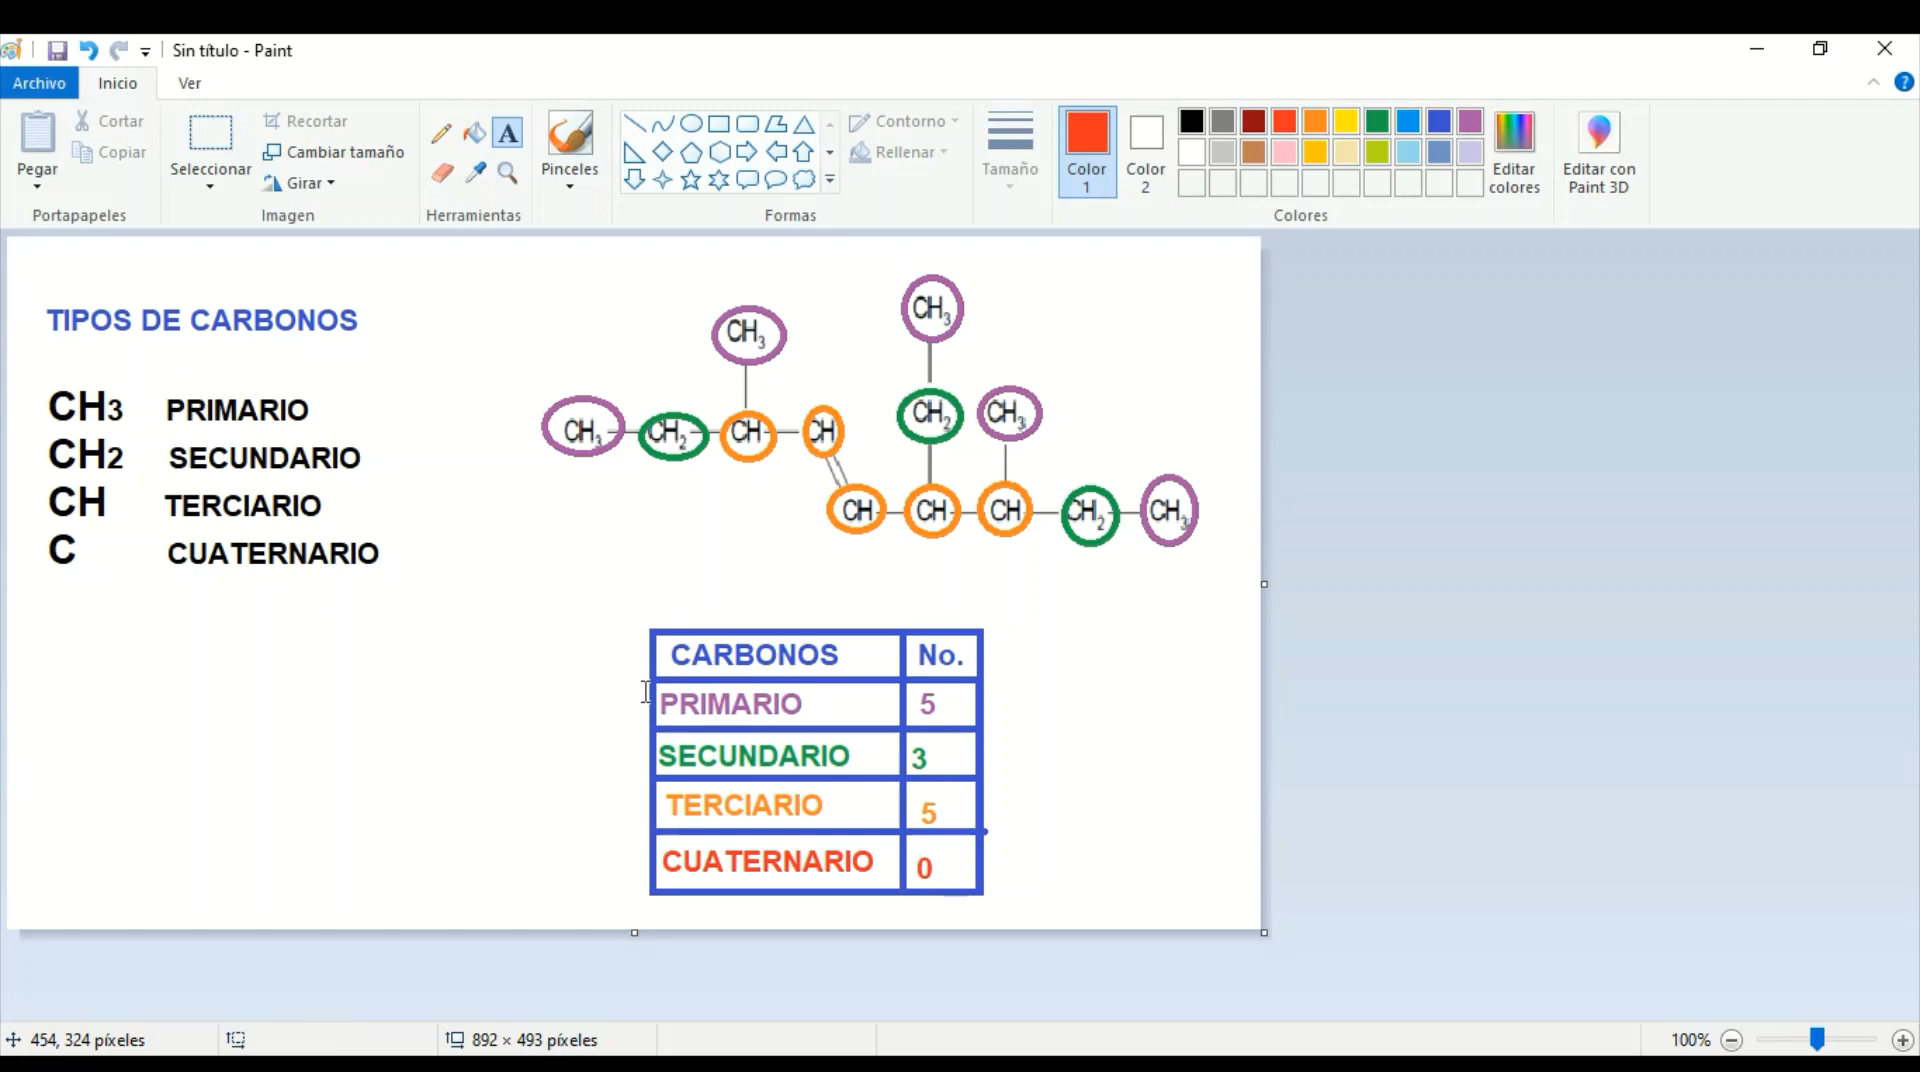 Sin título - Paint
Archivo Inicio Ver
Pegar
Cortar
Copiar
Portapapeles
Seleccionar
Recortar
Cambiar tamaño
Girar
Imagen
A
Herramientas
Pinceles
Contorno
Rellenar
Formas
Tamaño
Color
1
Color
2
Editar
colores
Colores
Editar con
Paint 3D
?
TIPOS DE CARBONOS
CH3 PRIMARIO
CH2 SECUNDARIO
CH TERCIARIO
C CUATERNARIO
CH3
CH3
CH2 CH3
CH3 CH2 CH CH
CH CH CH CH2 CH3
CARBONOS No.
PRIMARIO 5
SECUNDARIO 3
TERCIARIO 5
CUATERNARIO 0
454, 324 píxeles
892 × 493 píxeles
100%